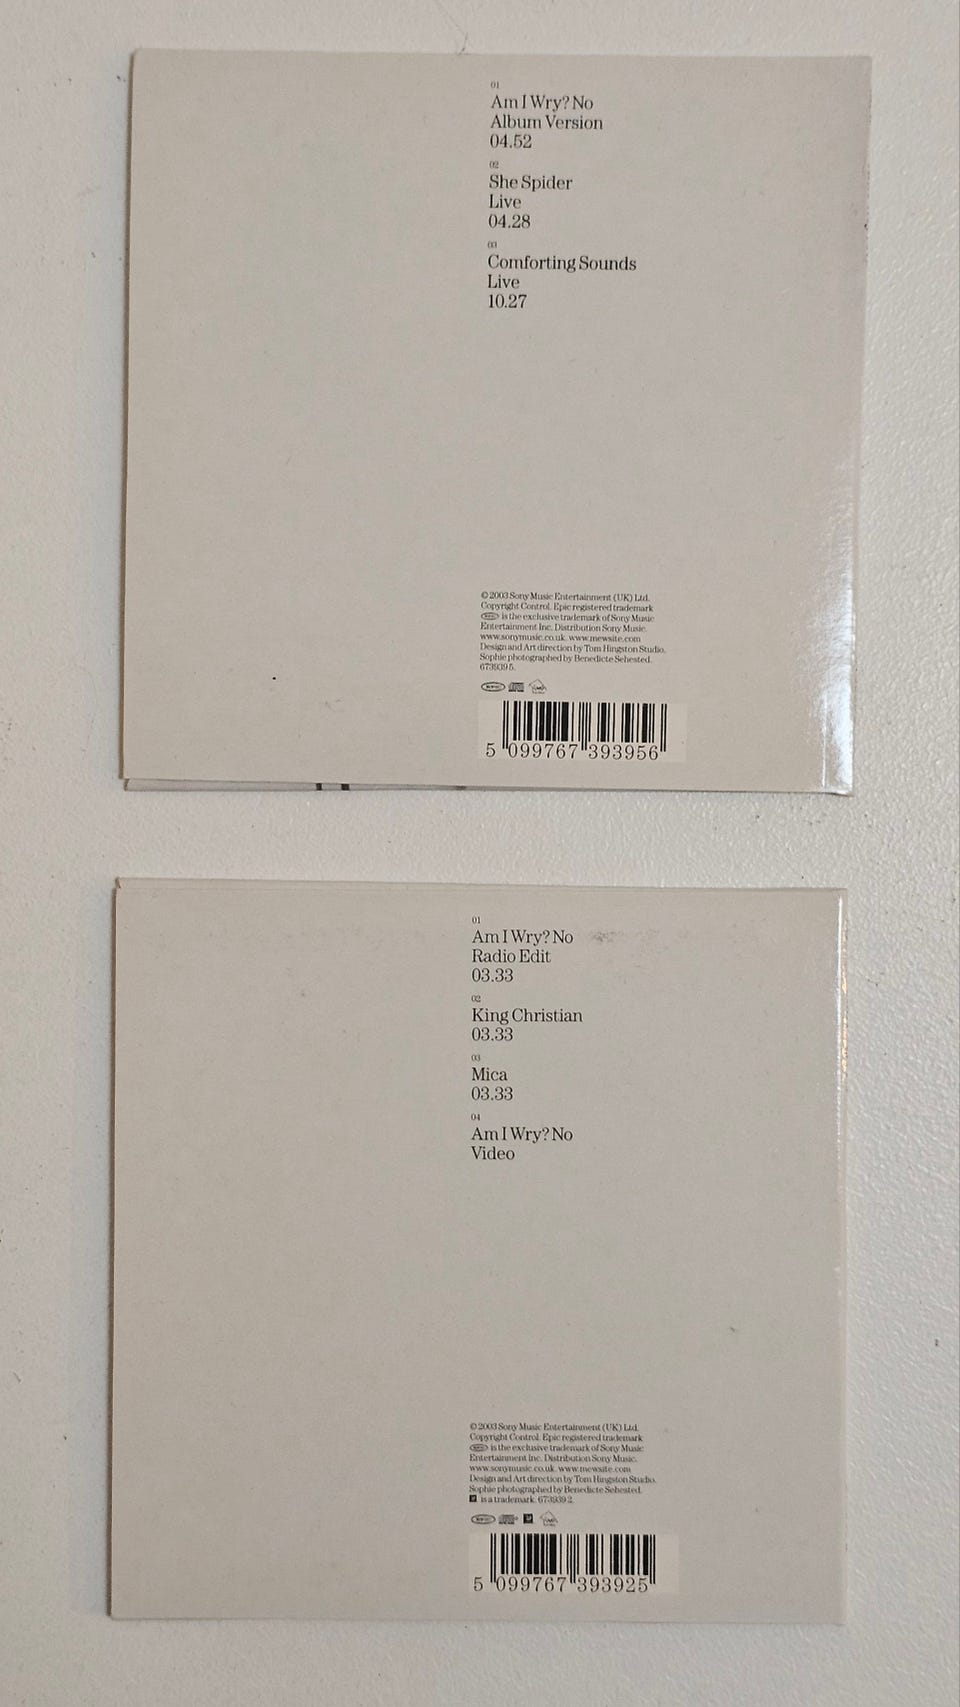 01
Am I Wry? No
Album Version
04.52
02
She Spider
Live
04.28
03
Comforting Sounds
Live
10.27
© 2003 Sony Music Entertainment (UK) Ltd.
Copyright Control. Epic registered trademark
is the exclusive trademark of Sony Music
Entertainment Inc. Distribution Sony Music.
www.sonymusic.co.uk. www.mewsite.com
Design and Art direction by Tom Hingston Studio.
Sophie photographed by Benedicte Sehested.
673939 5.
5 099767 393956
01
Am I Wry? No
Radio Edit
03.33
02
King Christian
03.33
03
Mica
03.33
04
Am I Wry? No
Video
© 2003 Sony Music Entertainment (UK) Ltd.
Copyright Control. Epic registered trademark
is the exclusive trademark of Sony Music
Entertainment Inc. Distribution Sony Music.
www.sonymusic.co.uk. www.mewsite.com
Design and Art direction by Tom Hingston Studio.
Sophie photographed by Benedicte Sehested.
is a trademark. 673939 2.
5 099767 393925